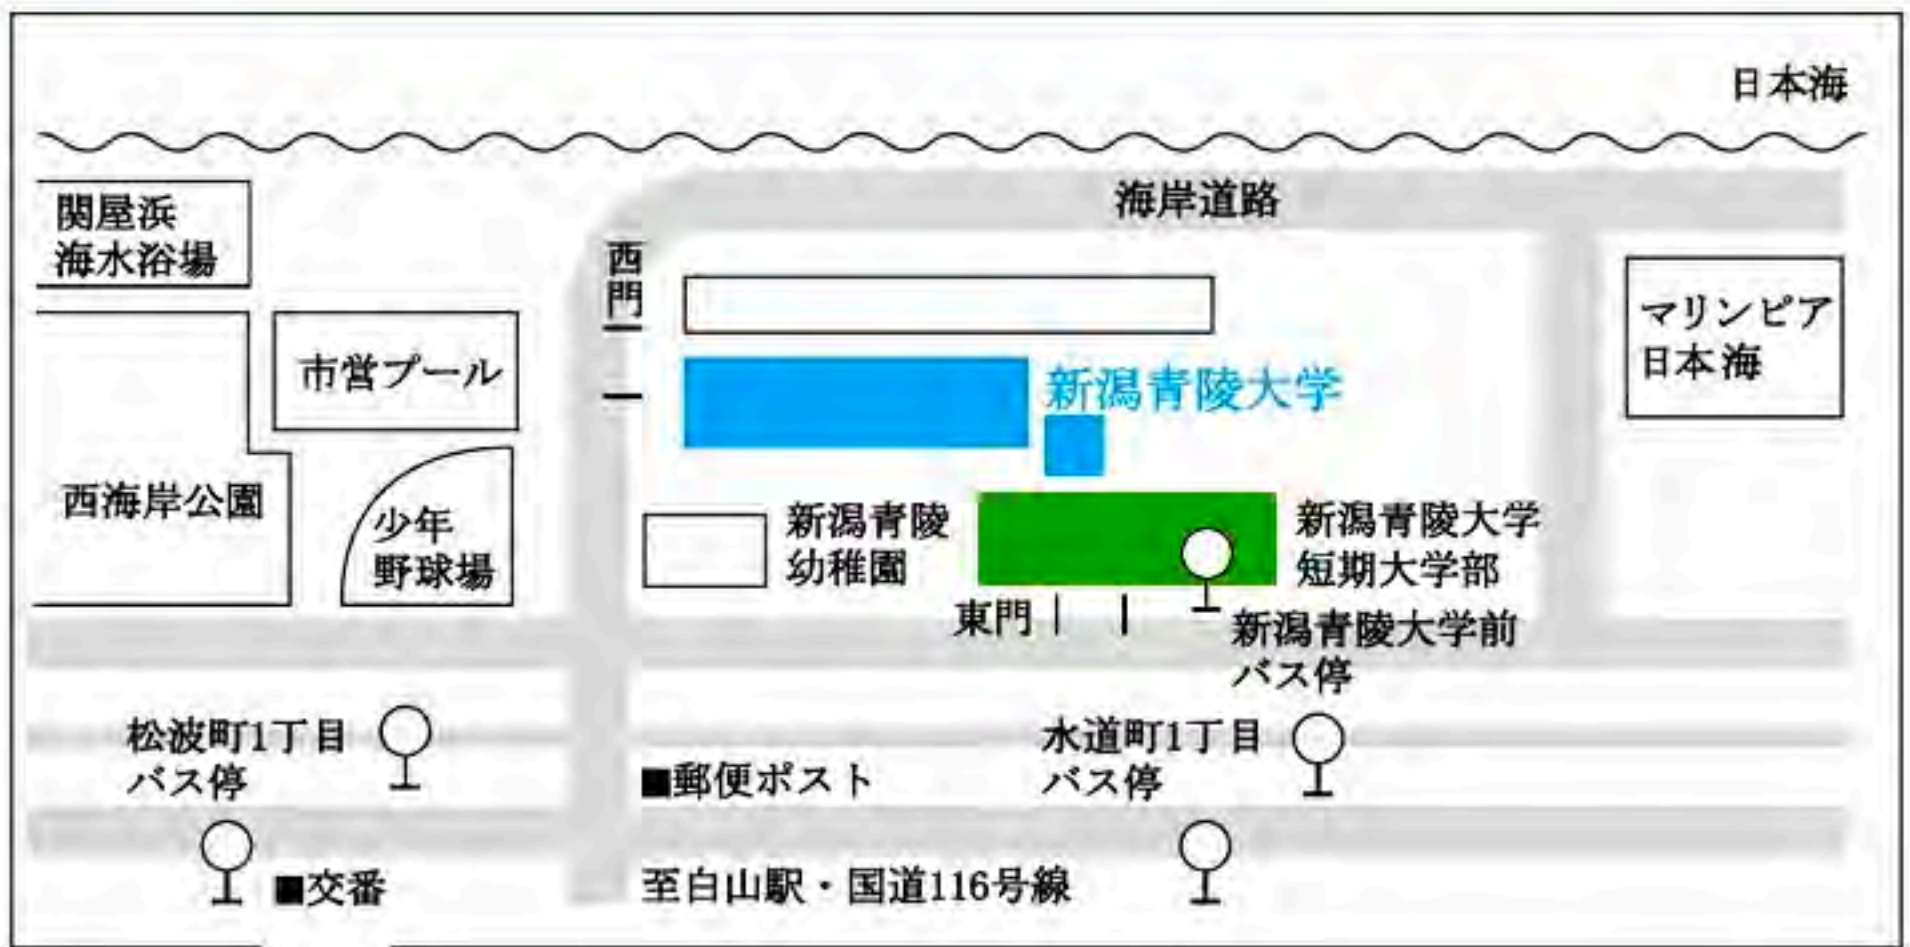 日本海
海岸道路
関屋浜
海水浴場
西門
マリンピア
日本海
市営プール
新潟青陵大学
西海岸公園
少年
野球場
新潟青陵
幼稚園
新潟青陵大学
短期大学部
東門
新潟青陵大学前
バス停
松波町1丁目
バス停
水道町1丁目
バス停
■郵便ポスト
■交番
至白山駅・国道116号線